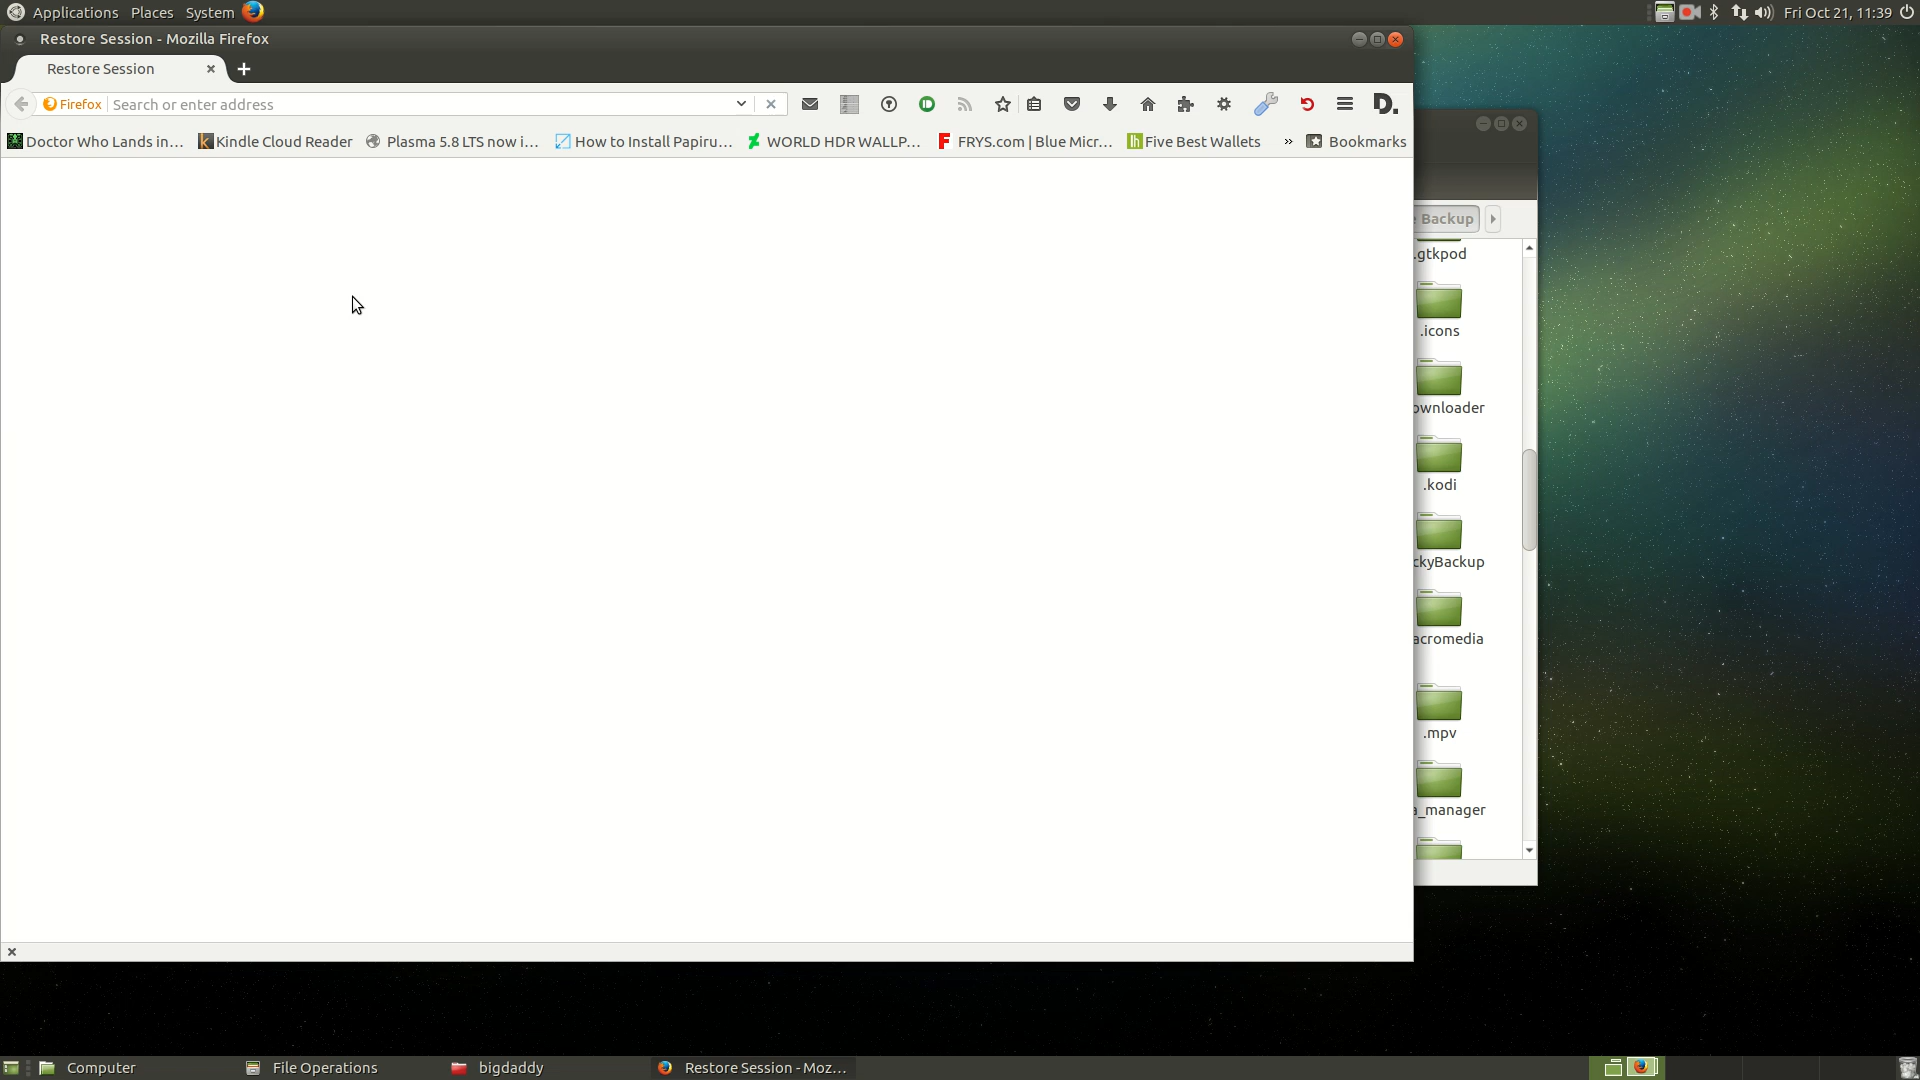 Applications Places System Fri Oct 21, 11:39
Restore Session - Mozilla Firefox
Restore Session
Firefox Search or enter address D.
Doctor Who Lands in... Kindle Cloud Reader Plasma 5.8 LTS now i... How to Install Papiru... WORLD HDR WALLP... FRYS.com | Blue Micr... Five Best Wallets » Bookmarks
Backup
.gtkpod
.icons
ownloader
.kodi
ckyBackup
acromedia
.mpv
a_manager
Computer File Operations bigdaddy Restore Session - Moz...